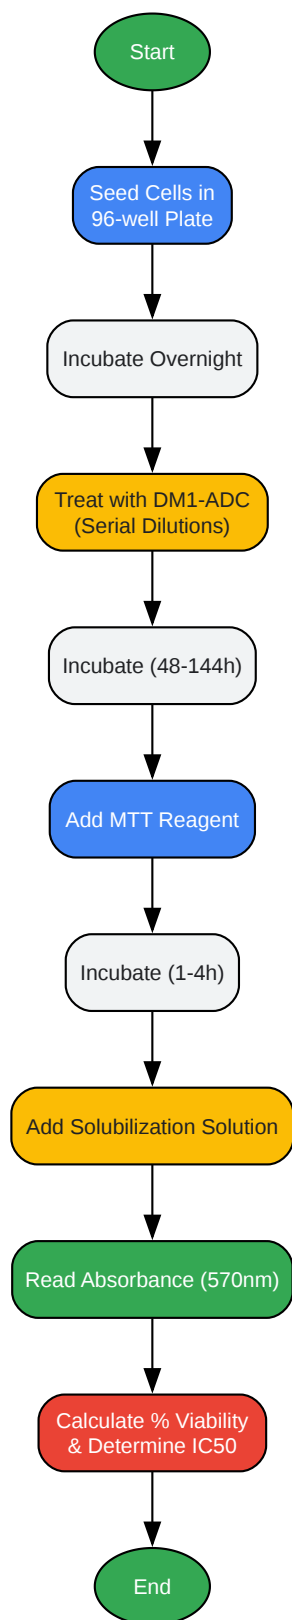 Start
Seed Cells in
96-well Plate
Incubate Overnight
Treat with DM1-ADC
(Serial Dilutions)
Incubate (48-144h)
Add MTT Reagent
Incubate (1-4h)
Add Solubilization Solution
Read Absorbance (570nm)
Calculate % Viability
& Determine IC50
End